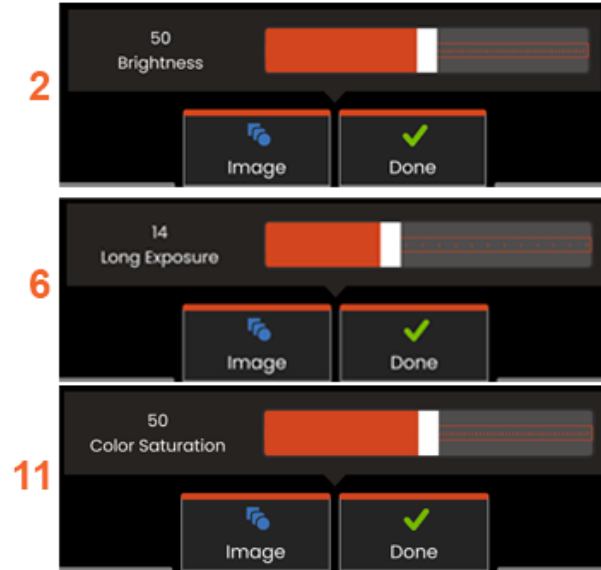 2
50
Brightness
Image
Done
6
14
Long Exposure
Image
Done
11
50
Color Saturation
Image
Done